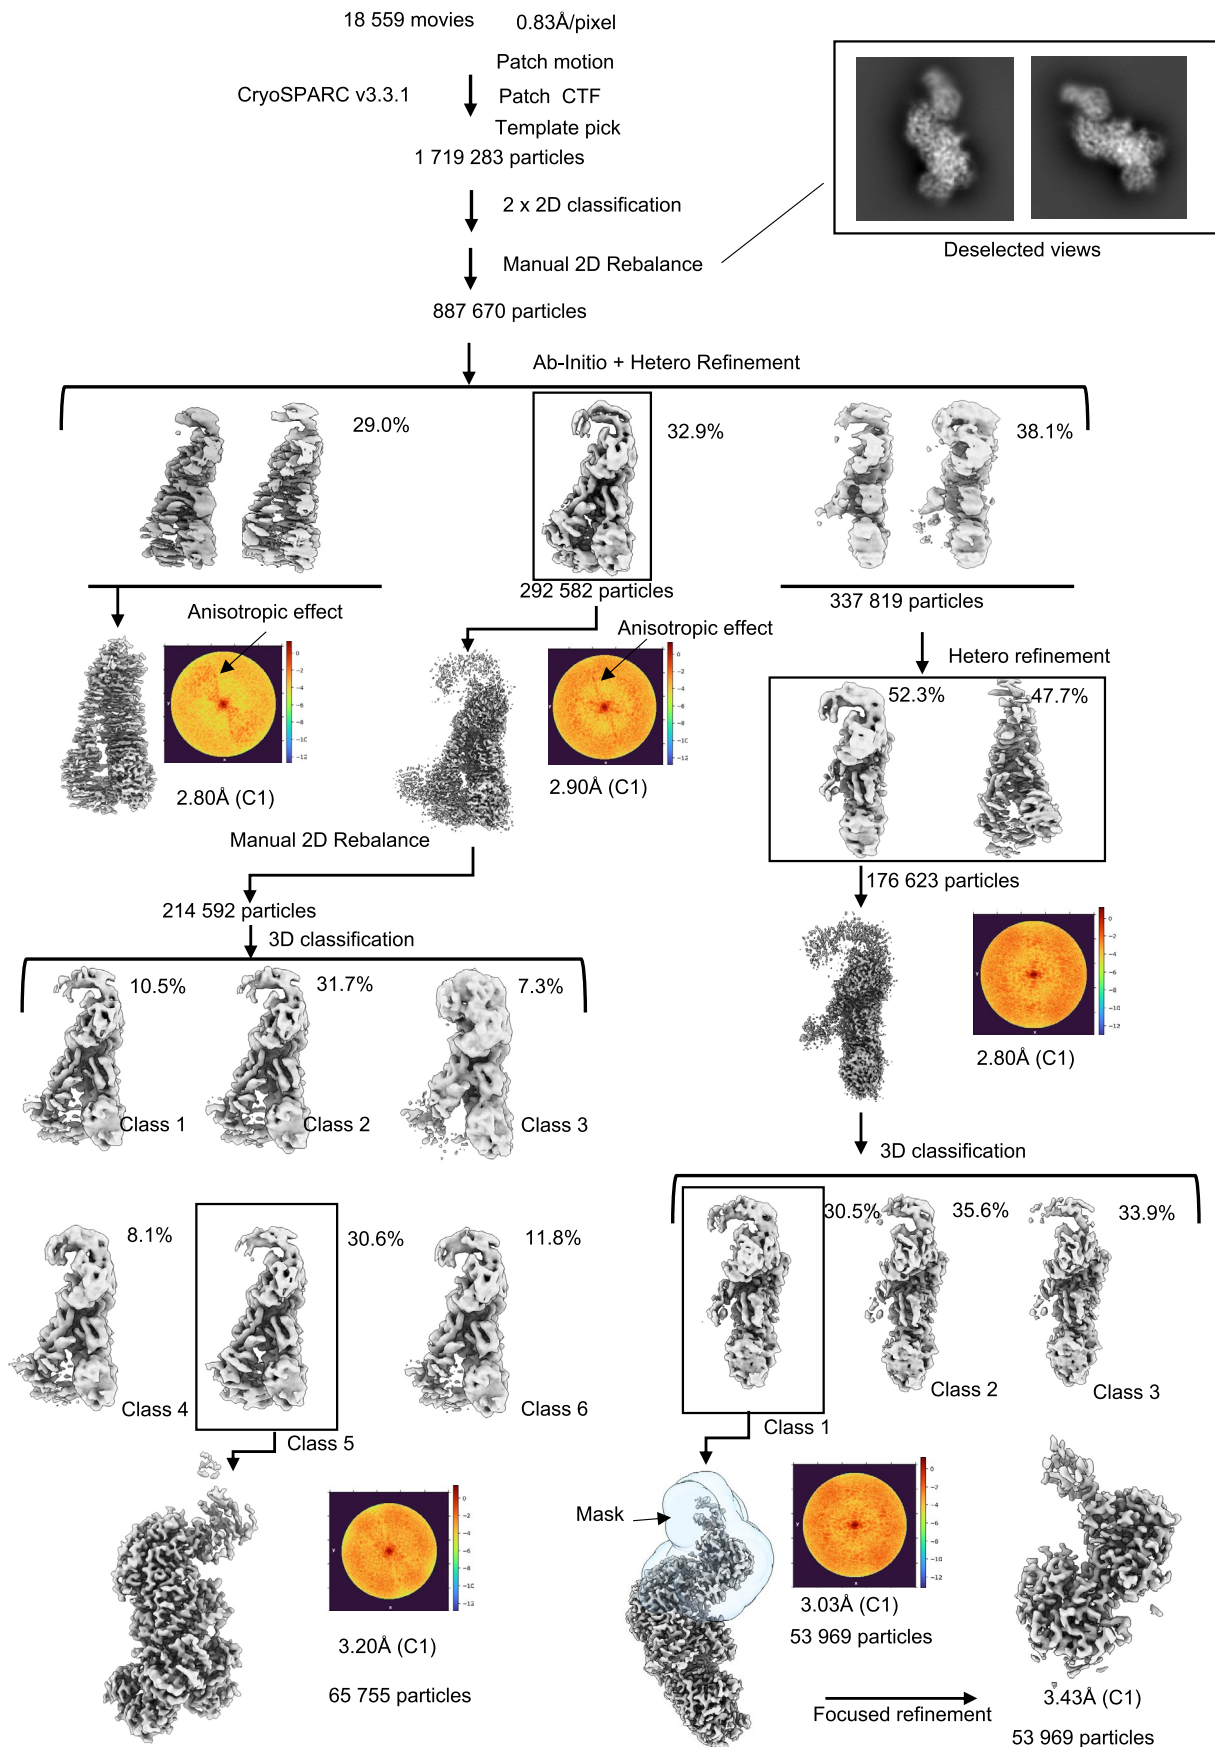 18 559 movies 0.83Å/pixel
Patch motion
CryoSPARC v3.3.1 Patch CTF
Template pick
1 719 283 particles
2 x 2D classification
Manual 2D Rebalance
Deselected views
887 670 particles
Ab-Initio + Hetero Refinement
29.0%
32.9%
38.1%
292 582 particles
337 819 particles
Anisotropic effect
Anisotropic effect
Hetero refinement
52.3%
47.7%
2.80Å (C1)
2.90Å (C1)
Manual 2D Rebalance
176 623 particles
214 592 particles
3D classification
10.5%
31.7%
7.3%
2.80Å (C1)
Class 1
Class 2
Class 3
3D classification
8.1%
30.6%
11.8%
30.5%
35.6%
33.9%
Class 4
Class 5
Class 6
Class 1
Class 2
Class 3
Mask
3.20Å (C1)
65 755 particles
3.03Å (C1)
53 969 particles
Focused refinement
3.43Å (C1)
53 969 particles